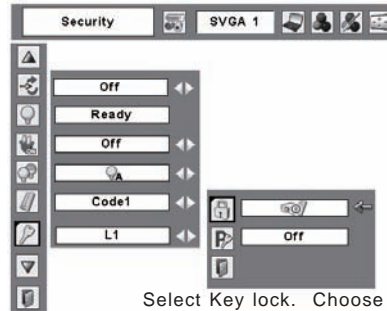 Security
SVGA 1
Off
Ready
Off
A
Code1
L1
P
Off
Select Key lock. Choose